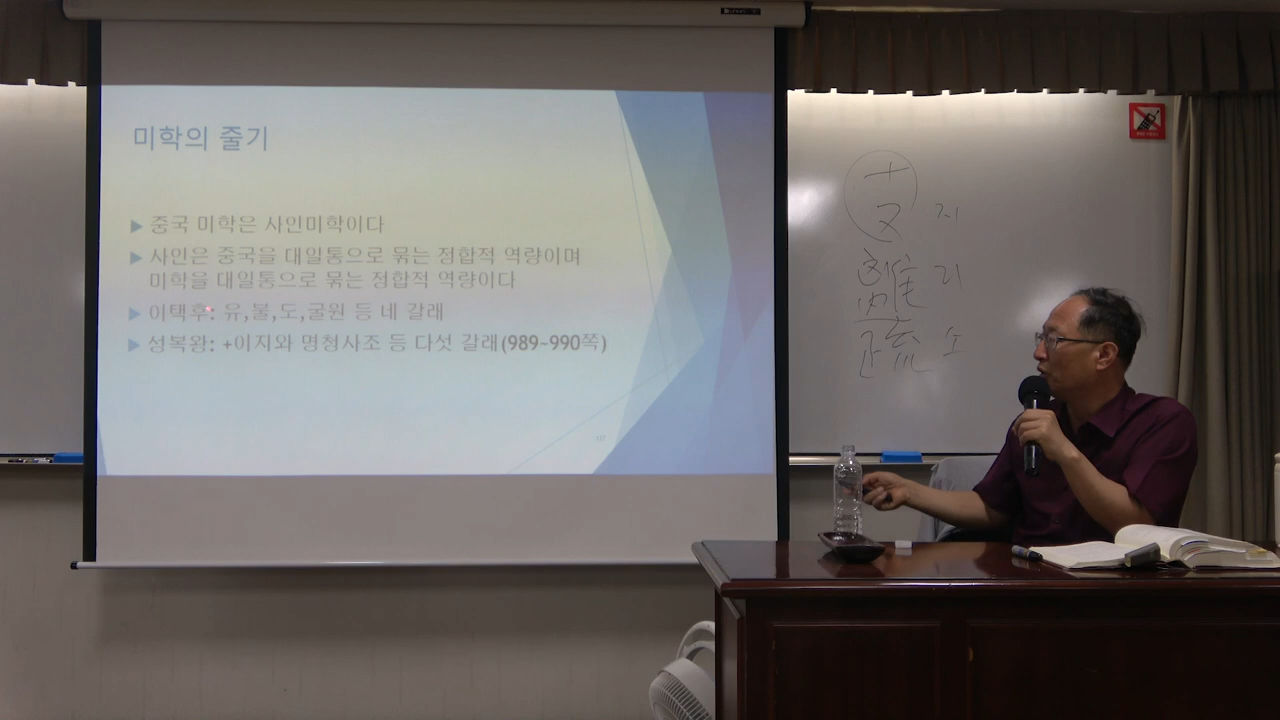 미학의 줄기
▶ 중국 미학은 사인미학이다
▶ 사인은 중국을 대일통으로 묶는 정합적 역량이며
미학을 대일통으로 묶는 정합적 역량이다
▶ 이택후: 유,불,도,굴원 등 네 갈래
▶ 성복왕: +이지와 명청사조 등 다섯 갈래(989~990쪽)
支 지
離 리
疏 소